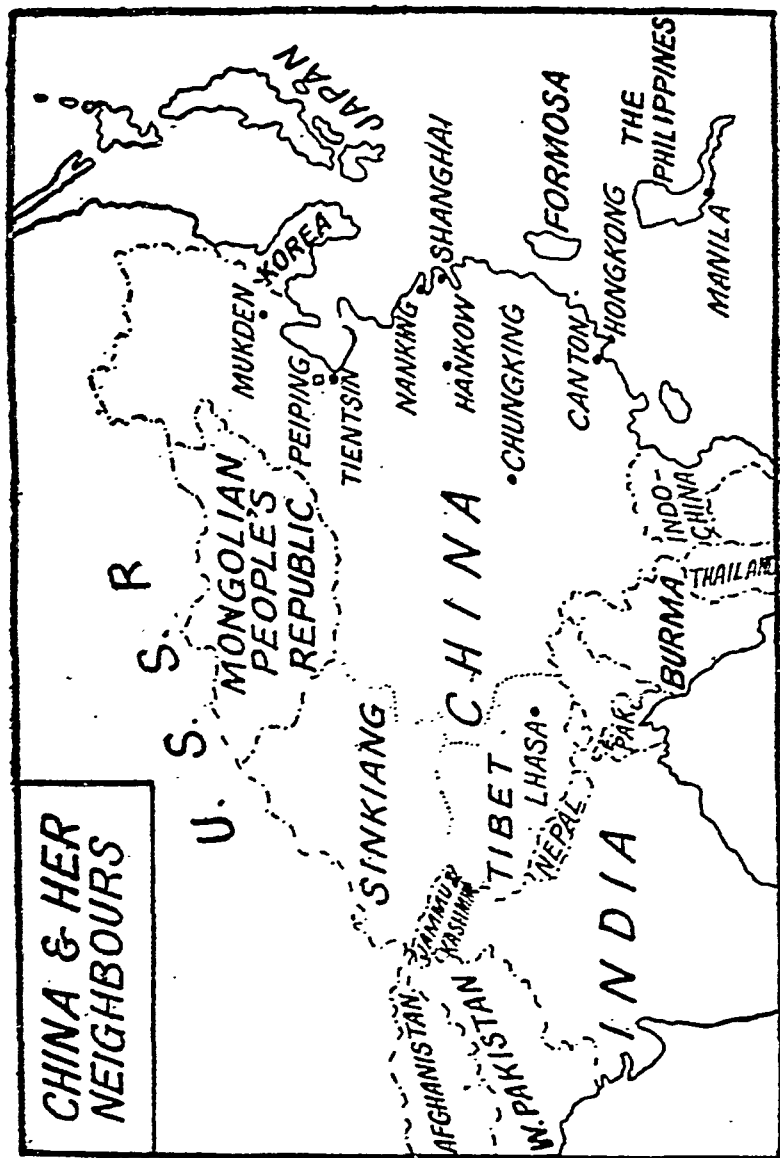 CHINA & HER
NEIGHBOURS
U. S. S. R
MONGOLIAN
PEOPLE'S
REPUBLIC
MUKDEN
KOREA
JAPAN
PEIPING
TIENTSIN
SINKIANG
NANKING
SHANGHAI
HANKOW
CHINA
CHUNGKING
AFGHANISTAN
JAMMU &
KASHMIR
W. PAKISTAN
TIBET
LHASA
NEPAL
FORMOSA
CANTON
HONGKONG
INDIA
PAK
BURMA
INDO-
CHINA
THAILAND
THE
PHILIPPINES
MANILA